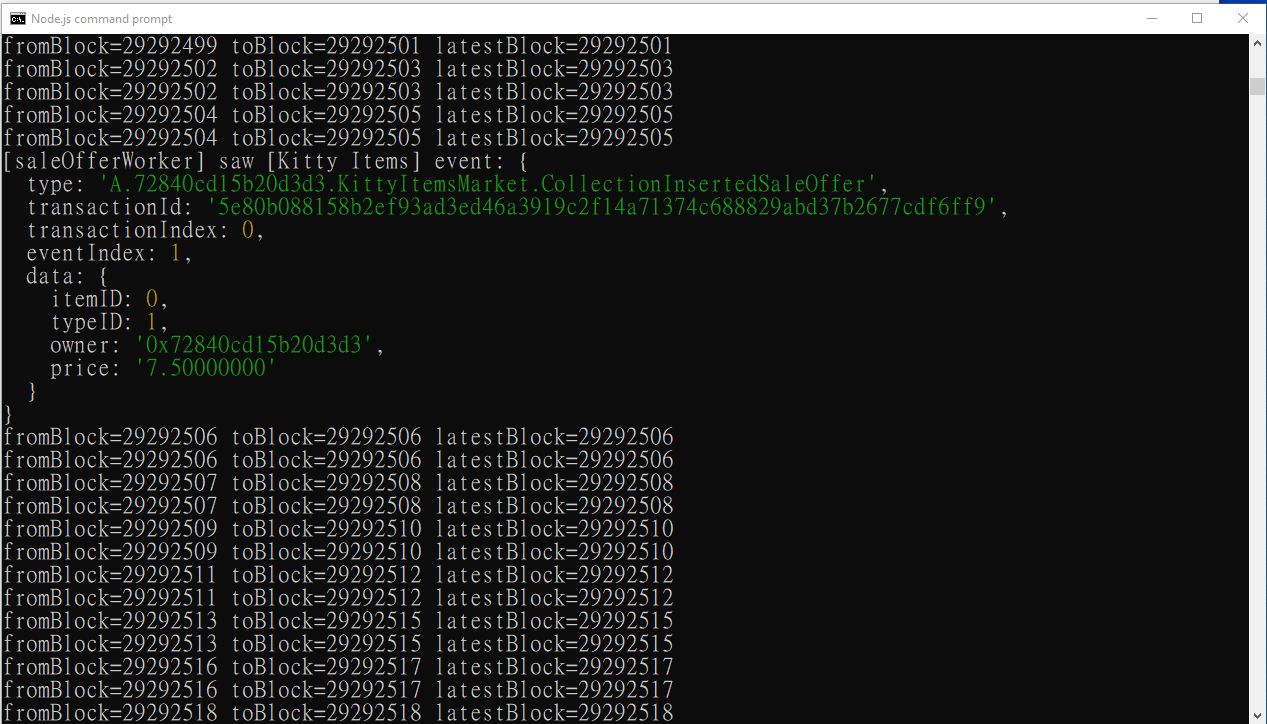 Node.js command prompt
fromBlock=29292499 toBlock=29292501 latestBlock=29292501
fromBlock=29292502 toBlock=29292503 latestBlock=29292503
fromBlock=29292502 toBlock=29292503 latestBlock=29292503
fromBlock=29292504 toBlock=29292505 latestBlock=29292505
fromBlock=29292504 toBlock=29292505 latestBlock=29292505
[saleOfferWorker] saw [Kitty Items] event: {
  type: 'A.72840cd15b20d3d3.KittyItemsMarket.CollectionInsertedSaleOffer',
  transactionId: '5e80b088158b2ef93ad3ed46a3919c2f14a71374c688829abd37b2677cdf6ff9',
  transactionIndex: 0,
  eventIndex: 1,
  data: {
    itemID: 0,
    typeID: 1,
    owner: '0x72840cd15b20d3d3',
    price: '7.50000000'
  }
}
fromBlock=29292506 toBlock=29292506 latestBlock=29292506
fromBlock=29292506 toBlock=29292506 latestBlock=29292506
fromBlock=29292507 toBlock=29292508 latestBlock=29292508
fromBlock=29292507 toBlock=29292508 latestBlock=29292508
fromBlock=29292509 toBlock=29292510 latestBlock=29292510
fromBlock=29292509 toBlock=29292510 latestBlock=29292510
fromBlock=29292511 toBlock=29292512 latestBlock=29292512
fromBlock=29292511 toBlock=29292512 latestBlock=29292512
fromBlock=29292513 toBlock=29292515 latestBlock=29292515
fromBlock=29292513 toBlock=29292515 latestBlock=29292515
fromBlock=29292516 toBlock=29292517 latestBlock=29292517
fromBlock=29292516 toBlock=29292517 latestBlock=29292517
fromBlock=29292518 toBlock=29292518 latestBlock=29292518